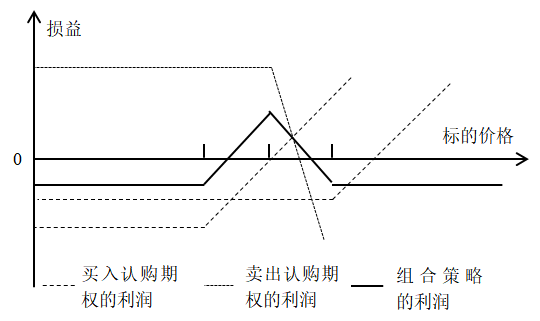 损益
标的价格
0
买入认购期
权的利润
卖出认购期
权的利润
组合策略
的利润